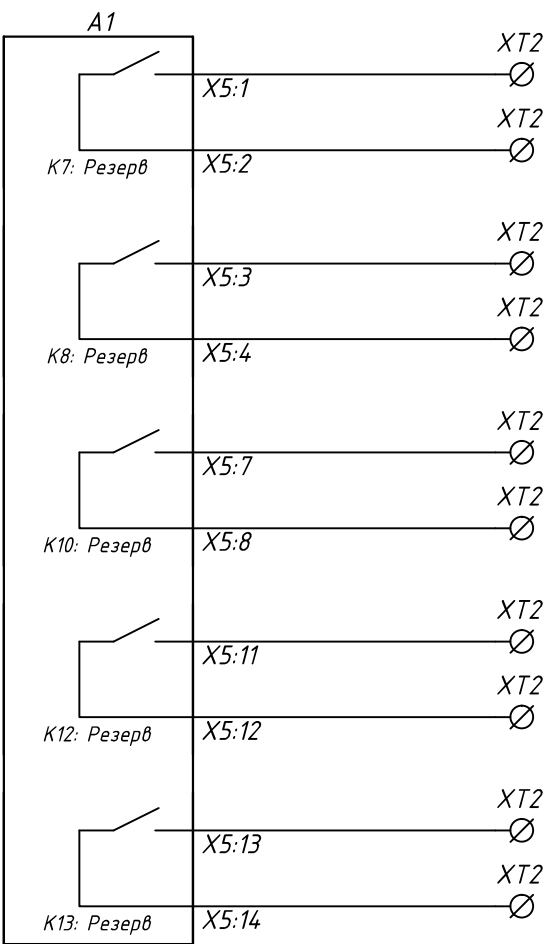 A1
XT2
X5:1
XT2
K7: Резерв
X5:2
XT2
X5:3
XT2
K8: Резерв
X5:4
XT2
X5:7
XT2
K10: Резерв
X5:8
XT2
X5:11
XT2
K12: Резерв
X5:12
XT2
X5:13
XT2
K13: Резерв
X5:14